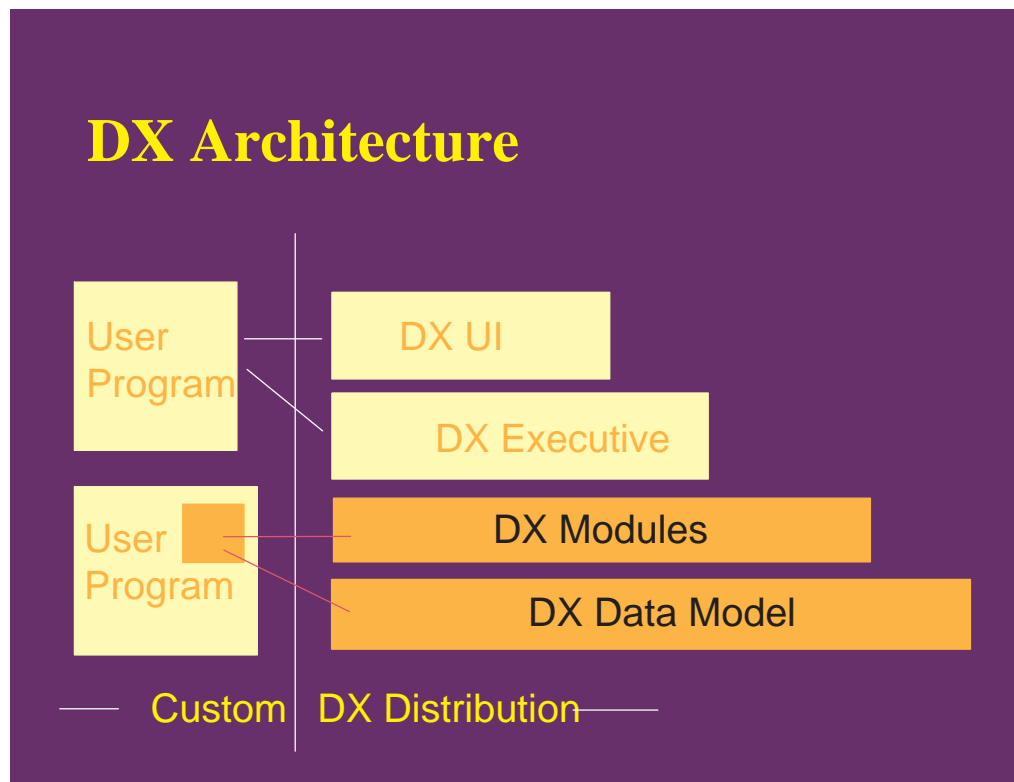 DX Architecture
User
Program
DX UI
DX Executive
User
Program
DX Modules
DX Data Model
Custom
DX Distribution